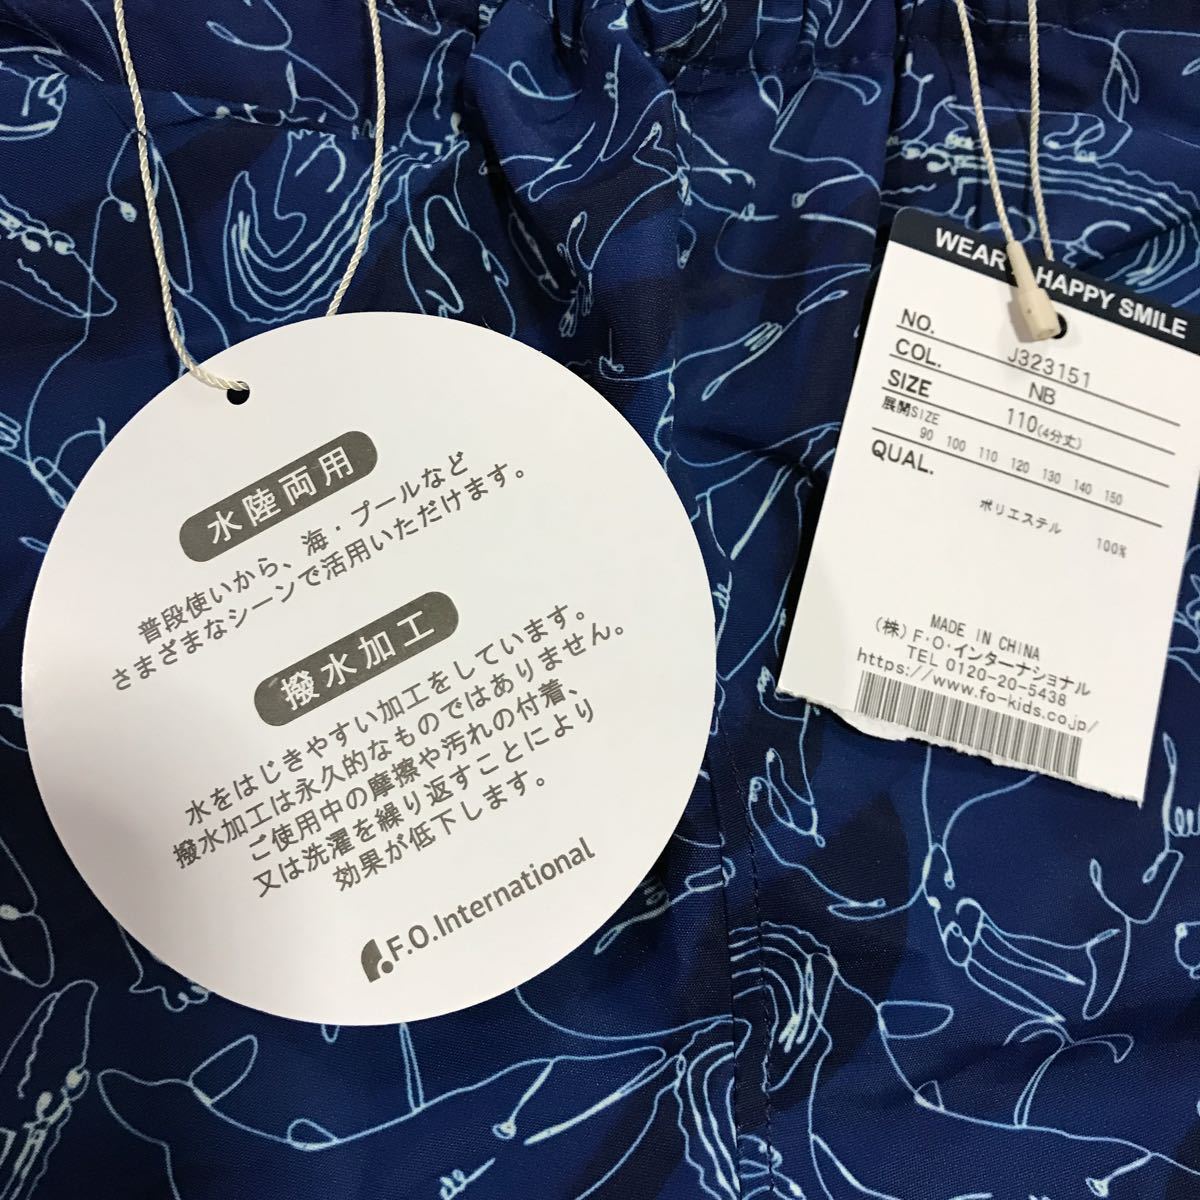 水陸両用
普段使いから、海・プールなど
さまざまなシーンで活用いただけます。
撥水加工
水をはじきやすい加工をしています。
撥水加工は永久的なものではありません。
ご使用中の摩擦や汚れの付着、
又は洗濯を繰り返すことにより
効果が低下します。
F.O.International
WEAR A HAPPY SMILE
NO. J323151
COL. NB
SIZE 110(4分丈)
展開SIZE
90 100 110 120 130 140 150
QUAL.
ポリエステル 100%
MADE IN CHINA
(株)F・O・インターナショナル
TEL 0120-20-5438
https://www.fo-kids.co.jp/